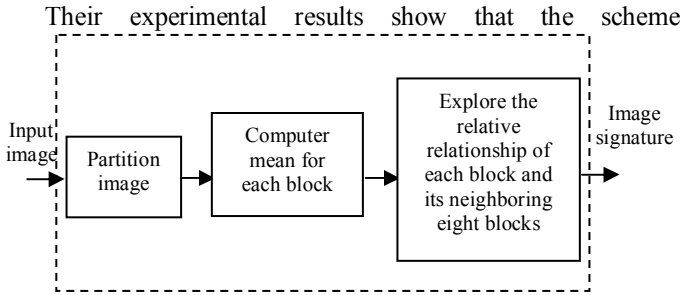 Their experimental results show that the scheme
Input
image
Partition
image
Computer
mean for
each block
Explore the
relative
relationship of
each block and
its neighboring
eight blocks
Image
signature